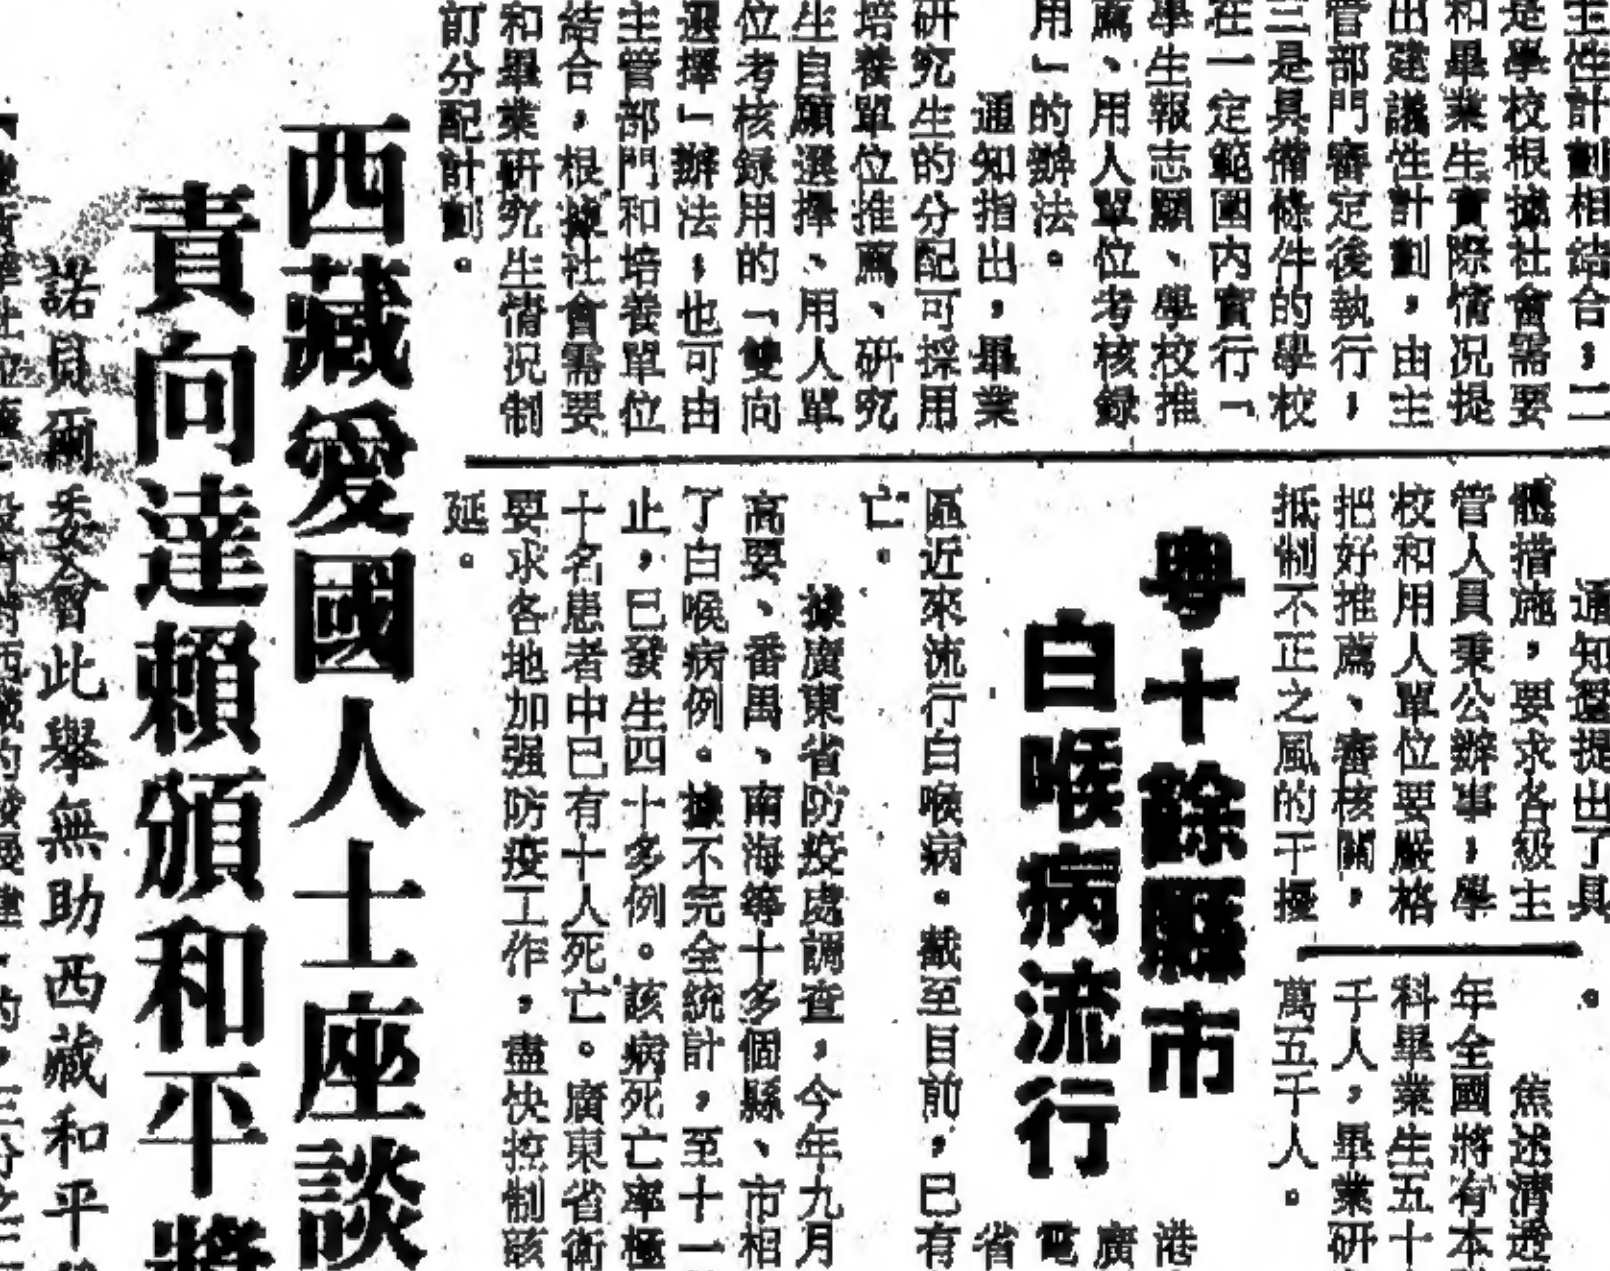 主性計劃相結合；二
是學校根據社會需要
和畢業生實際情况提
出建議性計劃，由主
管部門審定後執行；
三是具備條件的學校
在一定範圍内實行「
學生報志願、學校推
薦、用人單位考核錄
用」的辦法。
通知指出，畢業
研究生的分配可採用
培養單位推薦、研究
生自願選擇、用人單
位考核錄用的「雙向
選擇」辦法；也可由
主管部門和培養單位
結合，根據社會需要
和畢業研究生情况制
訂分配計劃。
通知還提出了具
體措施，要求各級主
管人員秉公辦事；學
校和用人單位要嚴格
把好推薦、審核關，
抵制不正之風的干擾
。
焦述清透
年全國將有本
科畢業生五十
千人，畢業研
萬五千人。
粤十餘縣市
白喉病流行
港
廣
電
省
區近來流行白喉病。截至目前，已有
亡。
據廣東省防疫處調查，今年九月
高要、番禺、南海等十多個縣、市相
了白喉病例。據不完全統計，至十一
止，已發生四十多例。該病死亡率極
十名患者中已有十人死亡。廣東省衛
要求各地加强防疫工作，盡快控制該
延。
西藏愛國人士座談
責向達賴頒和平獎
諾貝爾委會此舉無助西藏和平